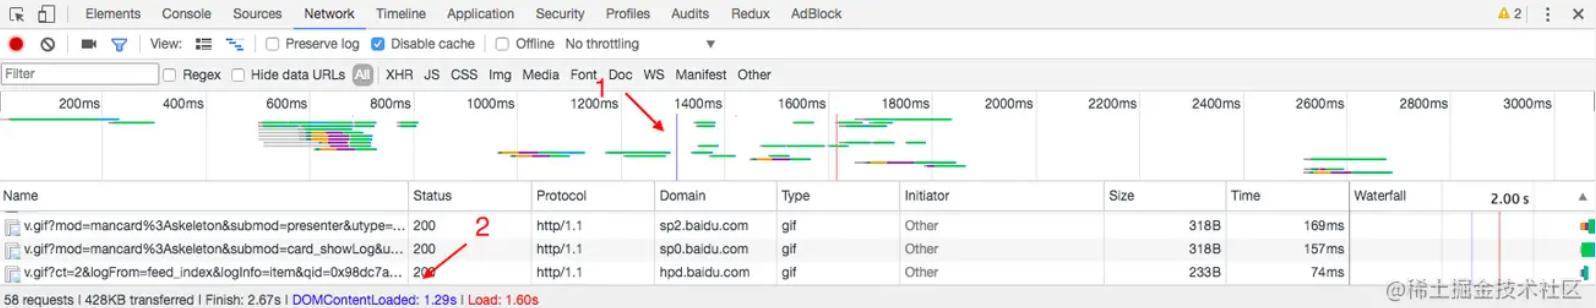 Elements Console Sources Network Timeline Application Security Profiles Audits Redux AdBlock 2
View: Preserve log Disable cache Offline No throttling
Filter Regex Hide data URLs All XHR JS CSS Img Media Font Doc WS Manifest Other
1
200ms 400ms 600ms 800ms 1000ms 1200ms 1400ms 1600ms 1800ms 2000ms 2200ms 2400ms 2600ms 2800ms 3000ms
Name Status Protocol Domain Type Initiator Size Time Waterfall 2.00 s
v.gif?mod=mancard%3Askeleton&submod=presenter&utype=... 200 http/1.1 sp2.baidu.com gif Other 318B 169ms
2
v.gif?mod=mancard%3Askeleton&submod=card_showLog&u... 200 http/1.1 sp0.baidu.com gif Other 318B 157ms
v.gif?ct=2&logFrom=feed_index&logInfo=item&qid=0x98dc7a... 200 http/1.1 hpd.baidu.com gif Other 233B 74ms
58 requests | 428KB transferred | Finish: 2.67s | DOMContentLoaded: 1.29s | Load: 1.60s
@稀土掘金技术社区